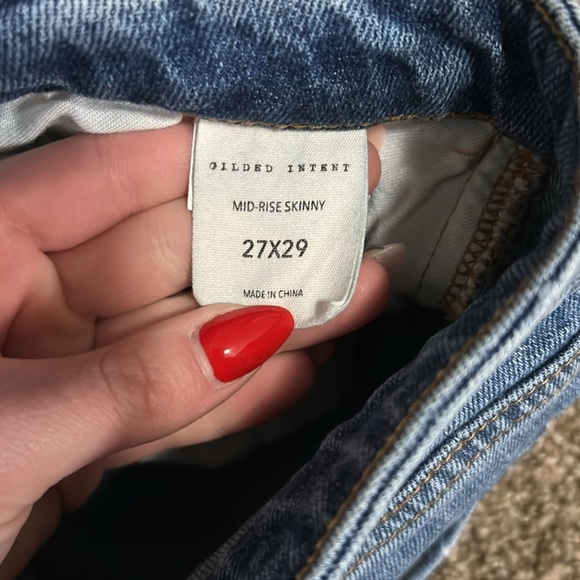 GILDED INTENT
MID-RISE SKINNY
27X29
MADE IN CHINA